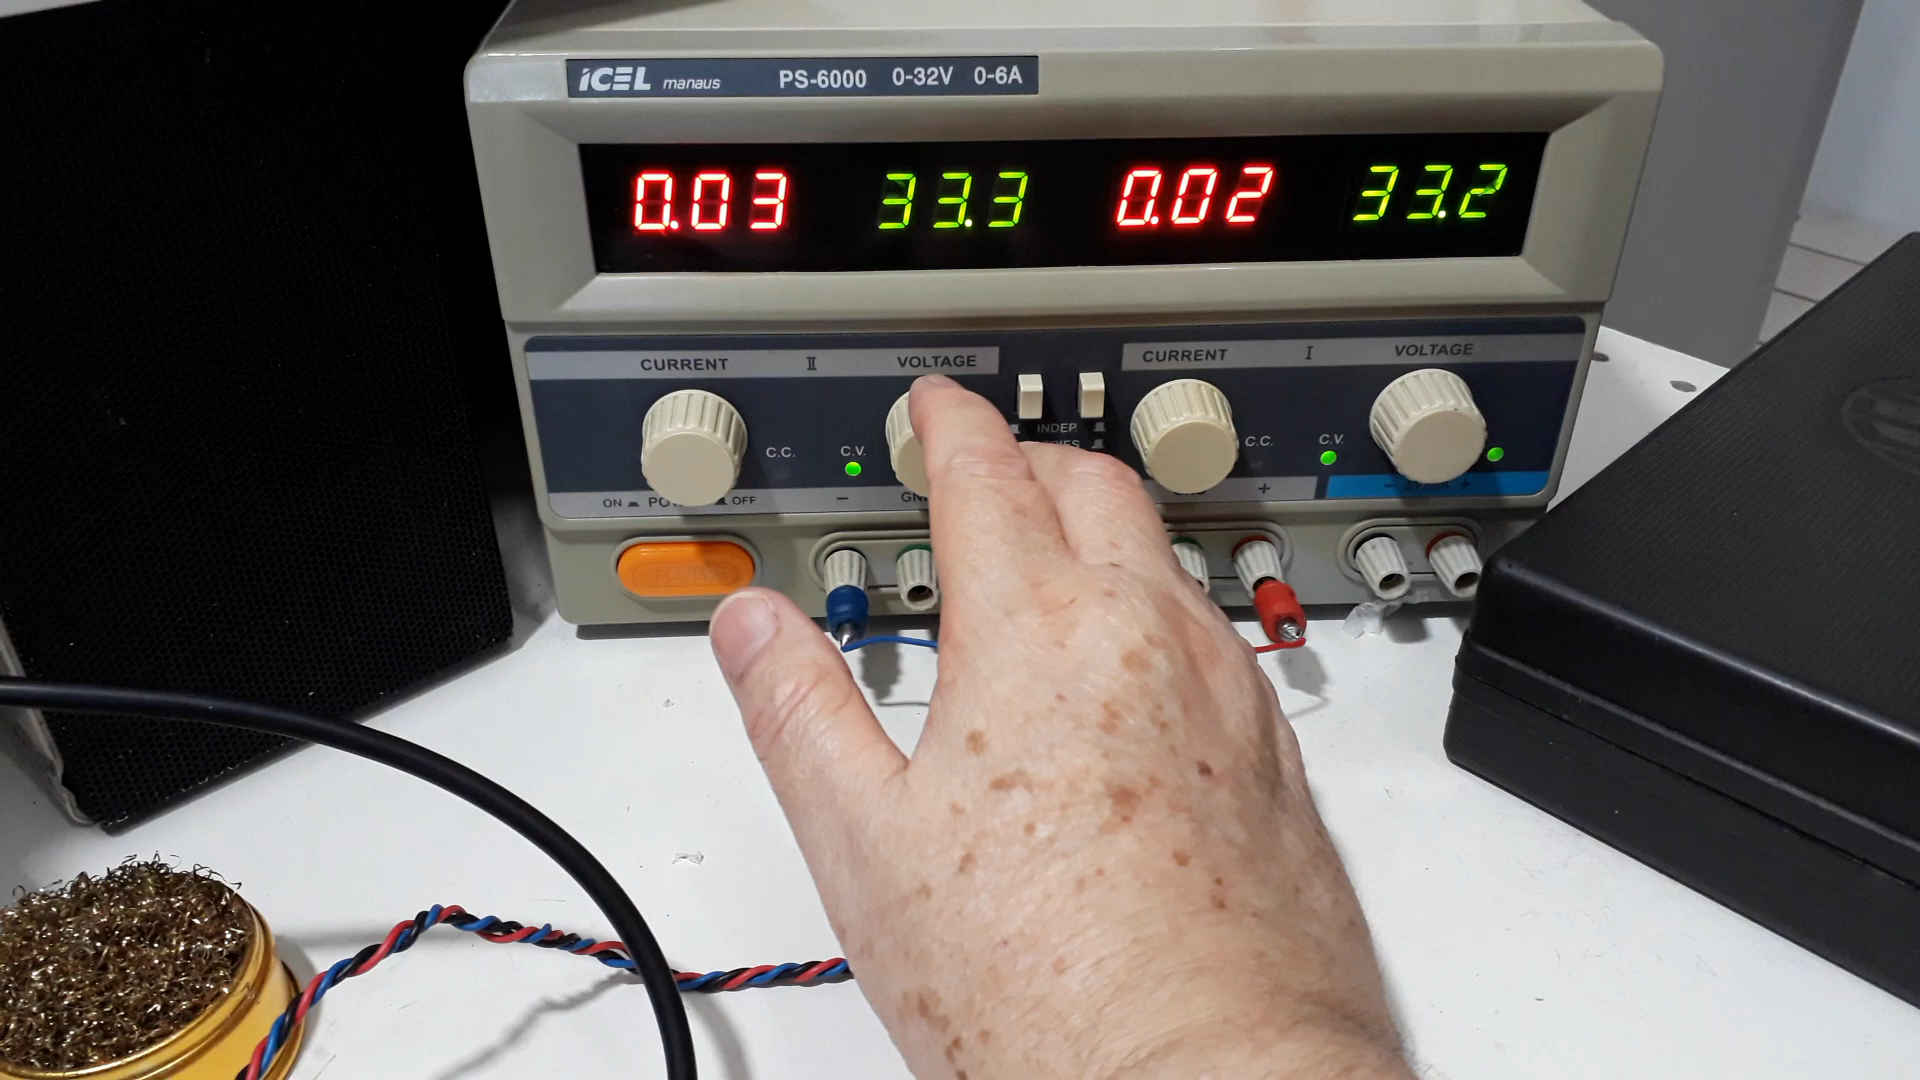 iCEL manaus PS-6000 0-32V 0-6A
0.03 33.3 0.02 33.2
CURRENT II VOLTAGE CURRENT I VOLTAGE
INDEP.
C.C. C.V. C.C. C.V.
ON OFF - + - +
POWER